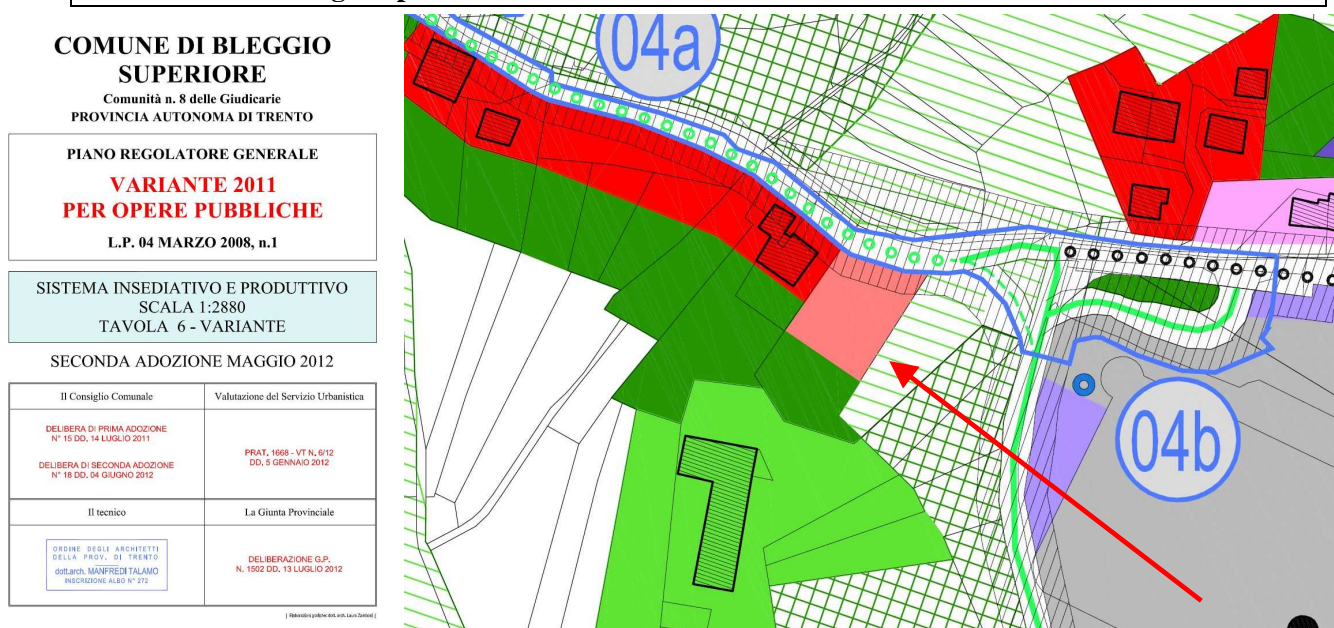 COMUNE DI BLEGGIO
SUPERIORE
Comunità n. 8 delle Giudicarie
PROVINCIA AUTONOMA DI TRENTO
PIANO REGOLATORE GENERALE
VARIANTE 2011
PER OPERE PUBBLICHE
L.P. 04 MARZO 2008, n.1
SISTEMA INSEDIATIVO E PRODUTTIVO
SCALA 1:2880
TAVOLA 6 - VARIANTE
SECONDA ADOZIONE MAGGIO 2012
Il Consiglio Comunale
Valutazione del Servizio Urbanistica
DELIBERA DI PRIMA ADOZIONE
N° 15 DD. 14 LUGLIO 2011
DELIBERA DI SECONDA ADOZIONE
N° 18 DD. 04 GIUGNO 2012
PRAT. 1668 - VT N. 6/12
DD. 5 GENNAIO 2012
Il tecnico
La Giunta Provinciale
ORDINE DEGLI ARCHITETTI
DELLA PROV. DI TRENTO
dott.arch. MANFREDI TALAMO
INSCRIZIONE ALBO N° 272
DELIBERAZIONE G.P.
N. 1502 DD. 13 LUGLIO 2012
04a
04b